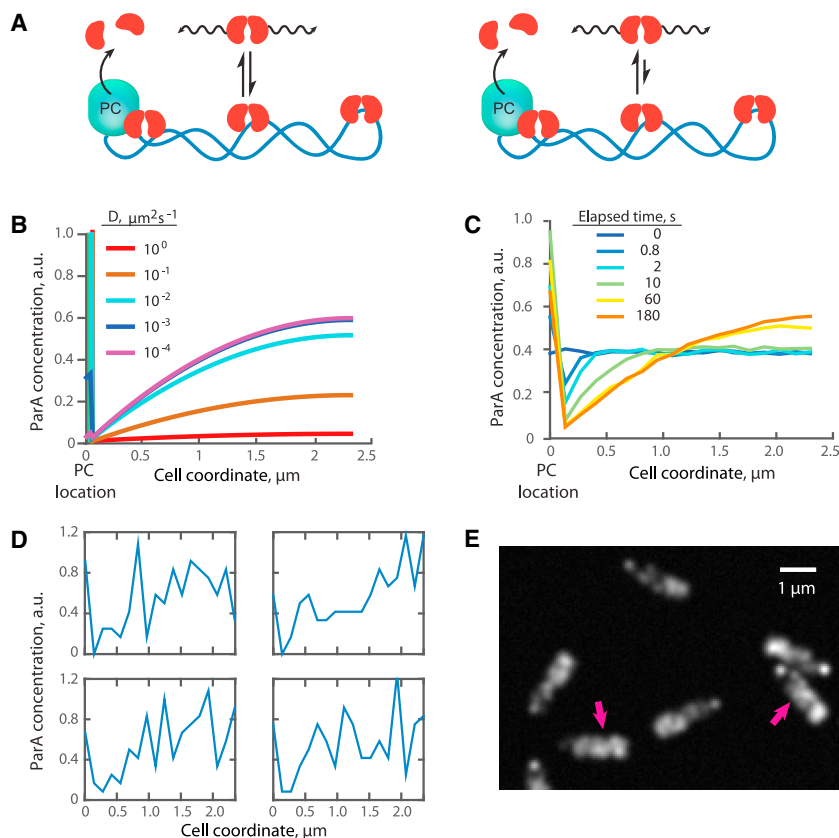 A
PC
PC
B
D, μm²s⁻¹
10⁰
10⁻¹
10⁻²
10⁻³
10⁻⁴
ParA concentration, a.u.
1.0
0.8
0.6
0.4
0.2
0
0
0.5
1.0
1.5
2.0
2.5
PC
location
Cell coordinate, μm
C
Elapsed time, s
0
0.8
2
10
60
180
ParA concentration, a.u.
1.0
0.8
0.6
0.4
0.2
0
0
0.5
1.0
1.5
2.0
2.5
PC
location
Cell coordinate, μm
D
ParA concentration, a.u.
1.2
0.8
0.4
0
1.2
0.8
0.4
0
0 0.5 1.0 1.5 2.0
0 0.5 1.0 1.5 2.0
Cell coordinate, μm
E
1 μm